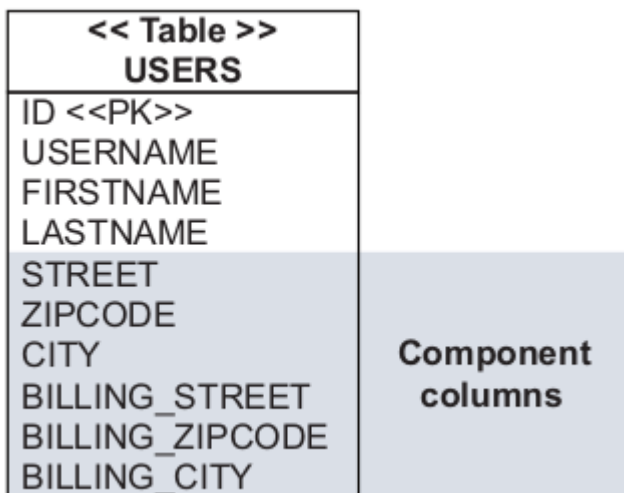 << Table >>
USERS
ID <<PK>>
USERNAME
FIRSTNAME
LASTNAME
STREET
ZIPCODE
CITY
BILLING_STREET
BILLING_ZIPCODE
BILLING_CITY
Component
columns